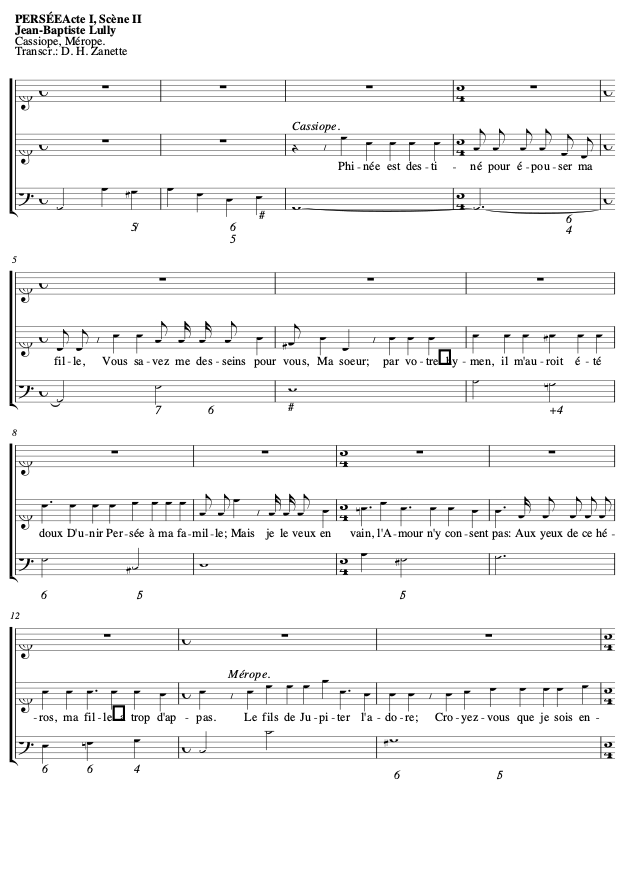 PERSÉEActe I, Scène II
Jean-Baptiste Lully
Cassiope, Mérope.
Transcr.: D. H. Zanette
Cassiope.
Phi - née est des - ti - né pour é - pou - ser ma
5/ 6 # 6
5 4
5
fil - le, Vous sa - vez me des - seins pour vous, Ma soeur; par vo - tre hy - men, il m'au - roit é - té
7 6 # +4
8
doux D'u - nir Per - sée à ma fa - mil - le; Mais je le veux en vain, l'A - mour n'y con - sent pas: Aux yeux de ce hé -
6 5 5
12
Mérope.
- ros, ma fil - le a trop d'ap - pas. Le fils de Ju - pi - ter l'a - do - re; Cro - yez - vous que je sois en -
6 6 4 6 5